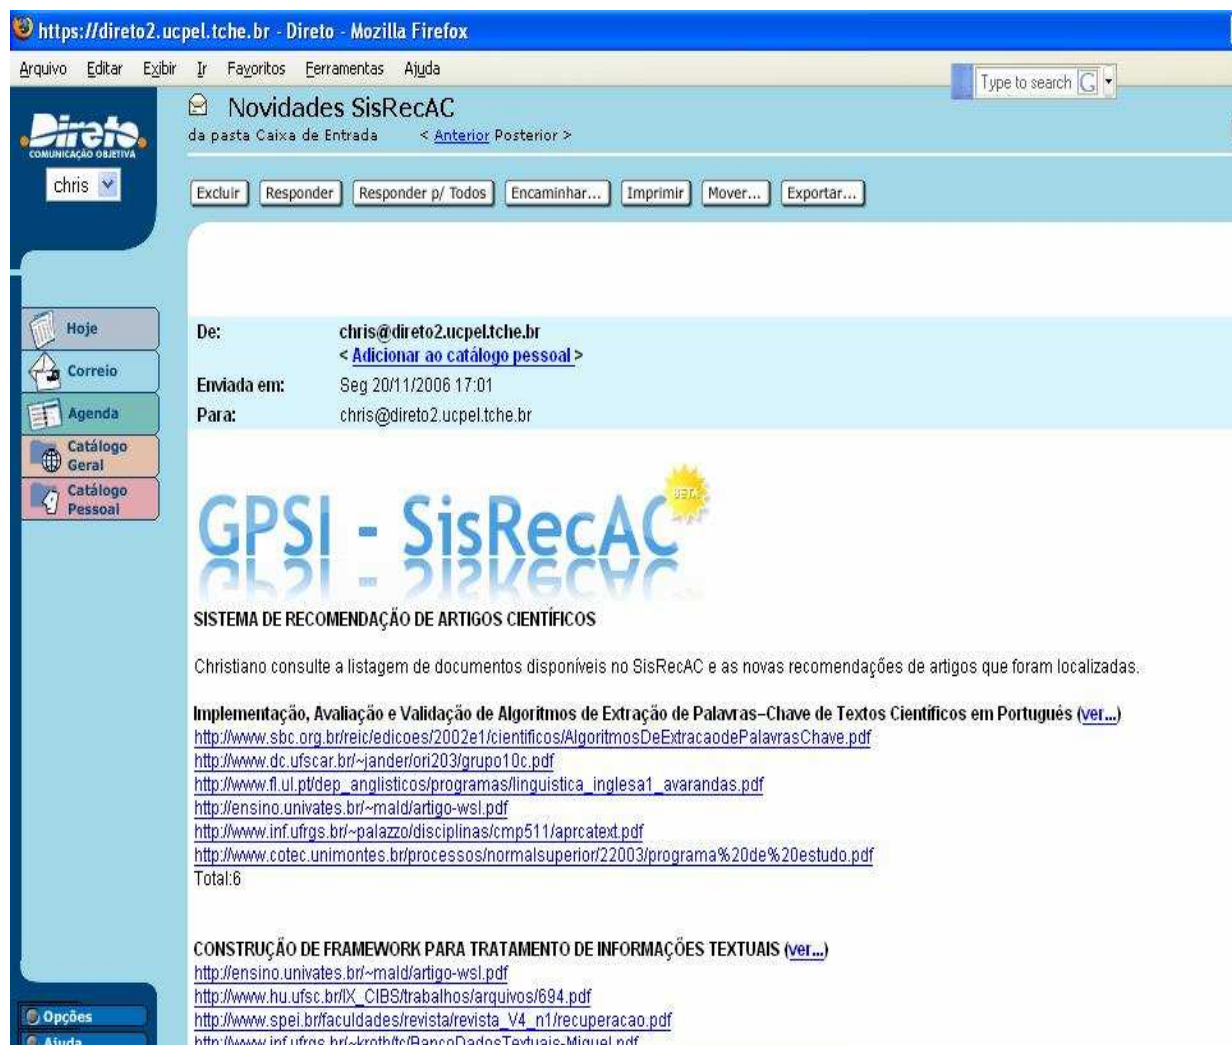 https://direto2.ucpel.tche.br - Direto - Mozilla Firefox
Arquivo Editar Exibir Ir Favoritos Ferramentas Ajuda
Type to search G
Direto
COMUNICAÇÃO OBJETIVA
chris
Novidades SisRecAC
da pasta Caixa de Entrada < Anterior Posterior >
Excluir Responder Responder p/ Todos Encaminhar... Imprimir Mover... Exportar...
Hoje
Correio
Agenda
Catálogo
Geral
Catálogo
Pessoal
Opções
Ajuda
De: chris@direto2.ucpel.tche.br
< Adicionar ao catálogo pessoal >
Enviada em: Seg 20/11/2006 17:01
Para: chris@direto2.ucpel.tche.br
GPSI - SisRecAC BETA
SISTEMA DE RECOMENDAÇÃO DE ARTIGOS CIENTÍFICOS
Christiano consulte a listagem de documentos disponíveis no SisRecAC e as novas recomendações de artigos que foram localizadas.
Implementação, Avaliação e Validação de Algoritmos de Extração de Palavras-Chave de Textos Científicos em Português (ver...)
http://www.sbc.org.br/reic/edicoes/2002e1/cientificos/AlgoritmosDeExtracaodePalavrasChave.pdf
http://www.dc.ufscar.br/~jander/ori203/grupo10c.pdf
http://www.fl.ul.pt/dep_anglisticos/programas/linguistica_inglesa1_avarandas.pdf
http://ensino.univates.br/~mald/artigo-wsl.pdf
http://www.inf.ufrgs.br/~palazzo/disciplinas/cmp511/aprcatext.pdf
http://www.cotec.unimontes.br/processos/normalsuperior/22003/programa%20de%20estudo.pdf
Total:6
CONSTRUÇÃO DE FRAMEWORK PARA TRATAMENTO DE INFORMAÇÕES TEXTUAIS (ver...)
http://ensino.univates.br/~mald/artigo-wsl.pdf
http://www.hu.ufsc.br/IX_CIBS/trabalhos/arquivos/694.pdf
http://www.spei.br/faculdades/revista/revista_V4_n1/recuperacao.pdf
http://www.inf.ufrgs.br/~kroth/tc/BancoDadosTextuais-Miguel.pdf